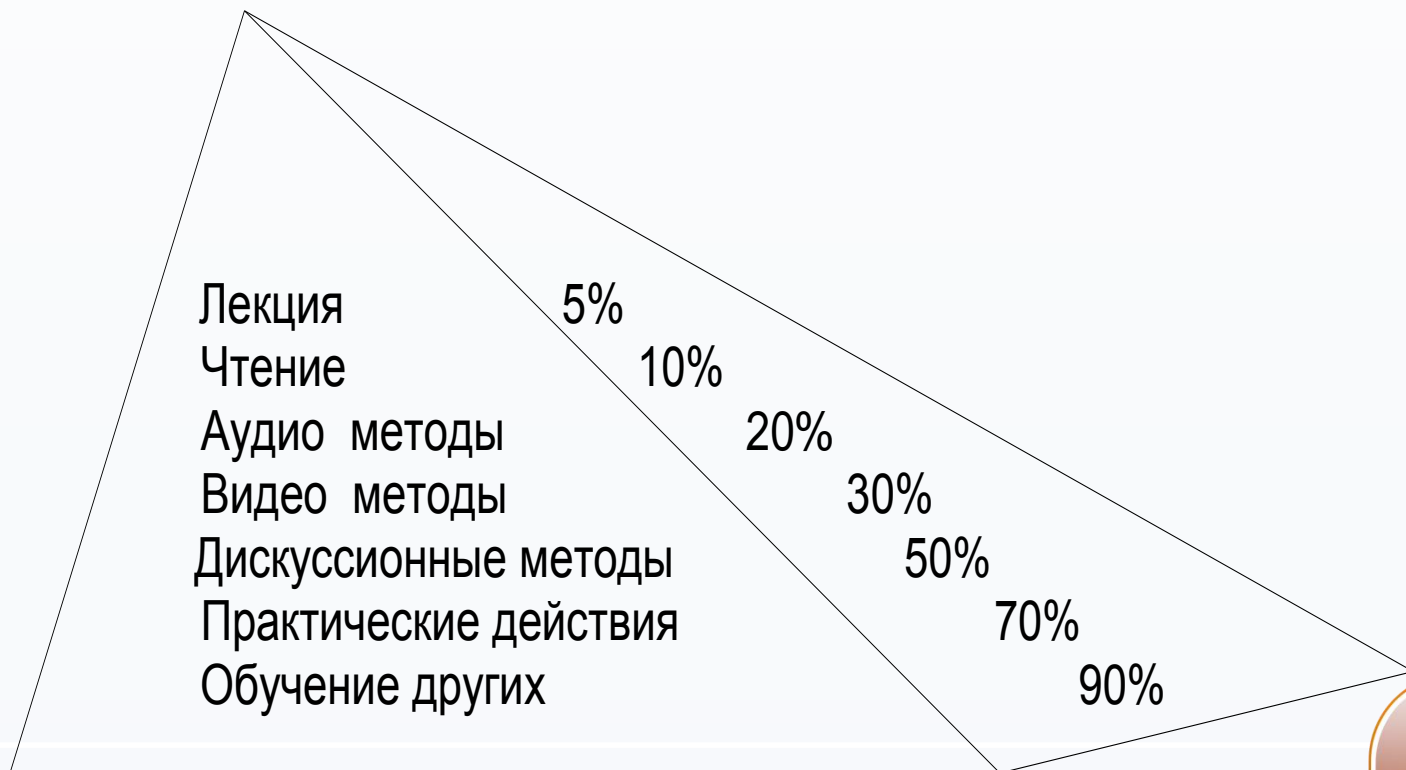 Лекция 5%
Чтение 10%
Аудио методы 20%
Видео методы 30%
Дискуссионные методы 50%
Практические действия 70%
Обучение других 90%